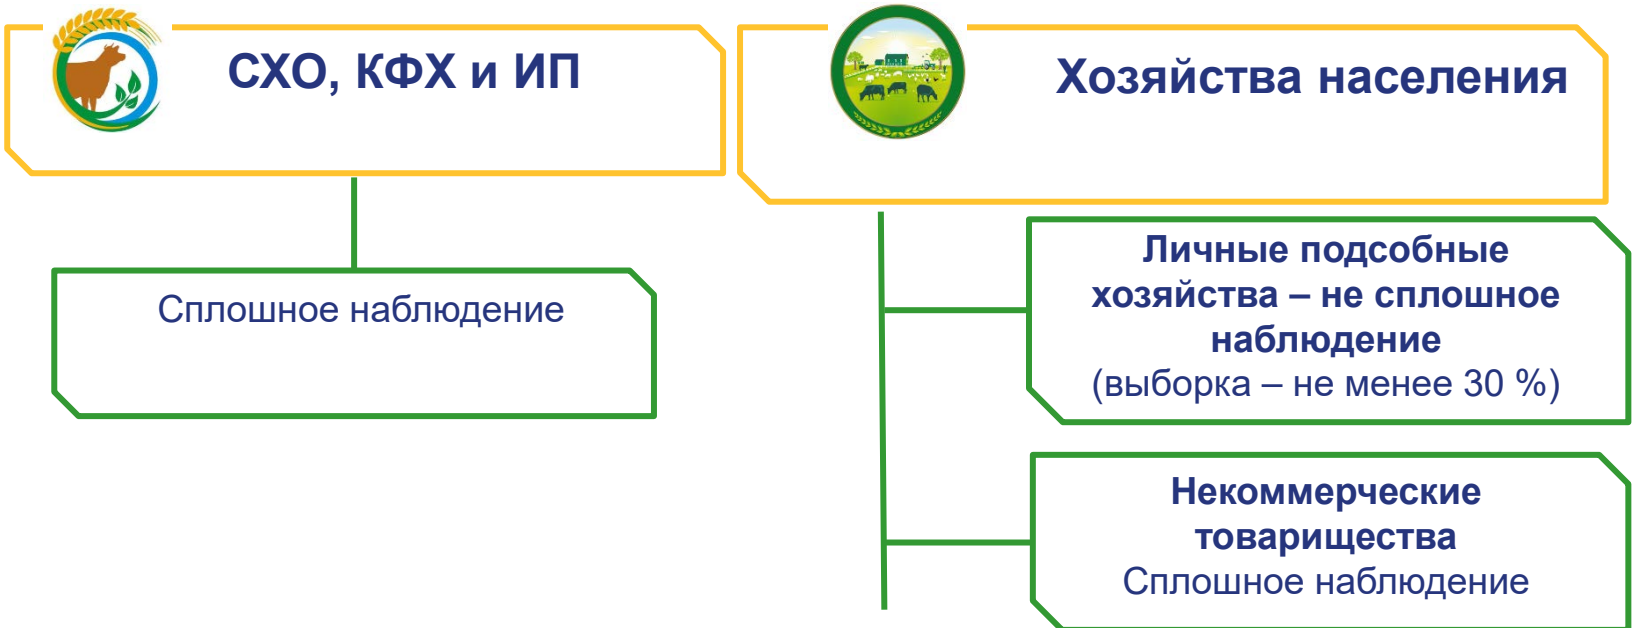 СХО, КФХ и ИП
Сплошное наблюдение
Хозяйства населения
Личные подсобные
хозяйства – не сплошное
наблюдение
(выборка – не менее 30 %)
Некоммерческие
товарищества
Сплошное наблюдение